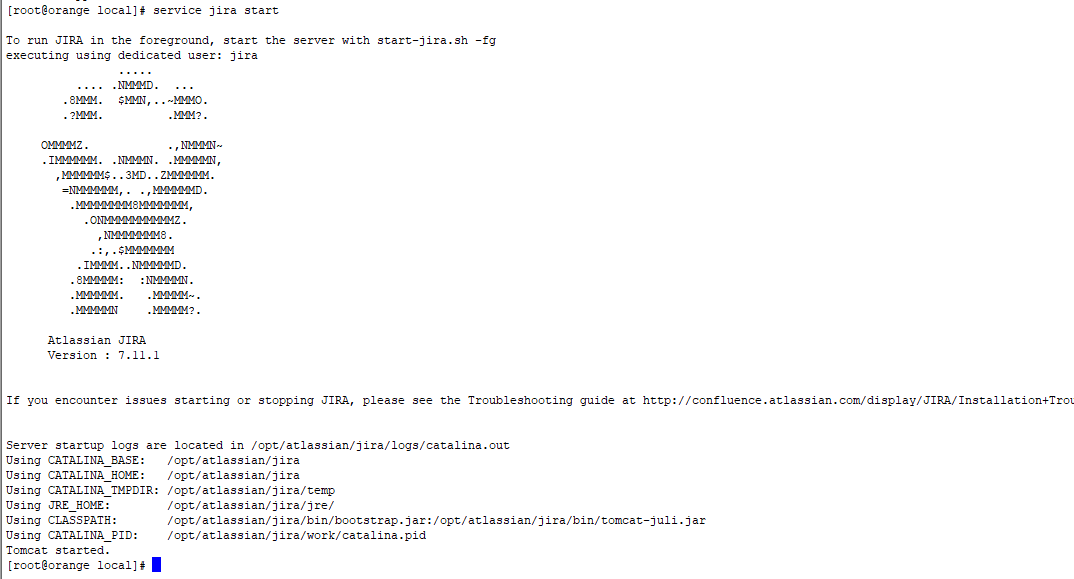 [root@orange local]# service jira start
To run JIRA in the foreground, start the server with start-jira.sh -fg
executing using dedicated user: jira
                .....
          .... .NMMMD.  ...
        .8MMM.  $MMN,..~MMMO.
        .?MMM.         .MMM?.
     OMMMMZ.           .,NMMMN~
     .IMMMMMM. .NMMMN. .MMMMMN,
       ,MMMMMM$..3MD..ZMMMMMM.
        =NMMMMMM,. .,MMMMMMD.
         .MMMMMMMM8MMMMMMM,
           .ONMMMMMMMMMMZ.
             ,NMMMMMMM8.
            .:,.$MMMMMMM
          .IMMMM..NMMMMMD.
         .8MMMMM:  :NMMMMN.
         .MMMMMM.   .MMMMM~.
         .MMMMMN    .MMMMM?.
      Atlassian JIRA
      Version : 7.11.1
If you encounter issues starting or stopping JIRA, please see the Troubleshooting guide at http://confluence.atlassian.com/display/JIRA/Installation+Trou
Server startup logs are located in /opt/atlassian/jira/logs/catalina.out
Using CATALINA_BASE:   /opt/atlassian/jira
Using CATALINA_HOME:   /opt/atlassian/jira
Using CATALINA_TMPDIR: /opt/atlassian/jira/temp
Using JRE_HOME:        /opt/atlassian/jira/jre/
Using CLASSPATH:       /opt/atlassian/jira/bin/bootstrap.jar:/opt/atlassian/jira/bin/tomcat-juli.jar
Using CATALINA_PID:    /opt/atlassian/jira/work/catalina.pid
Tomcat started.
[root@orange local]#